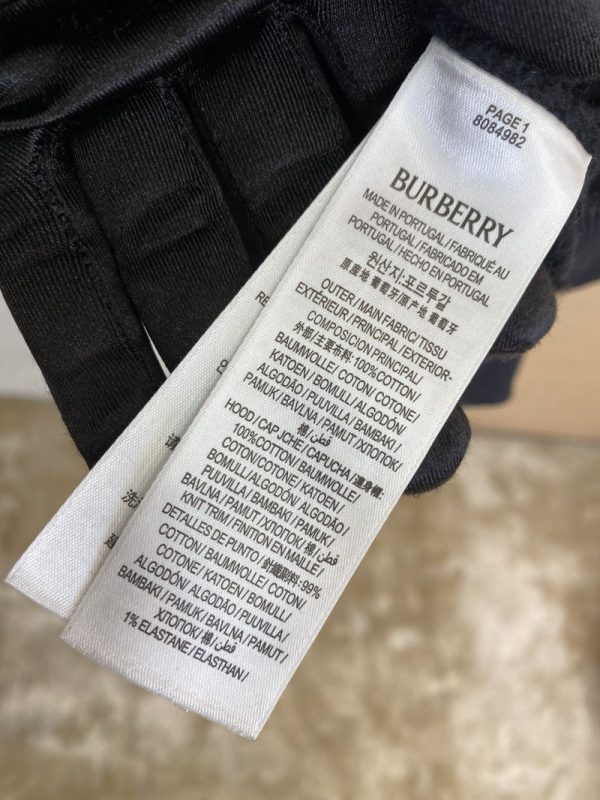 PAGE 1
8084982
BURBERRY
MADE IN PORTUGAL / FABRIQUÉ AU
PORTUGAL / FABRICADO EM
PORTUGAL / HECHO EN PORTUGAL
원산지: 포르투갈
原産地 葡萄牙/原产地 葡萄牙
OUTER / MAIN FABRIC / TISSU
EXTÉRIEUR / PRINCIPAL / EXTERIOR-
COMPOSICIÓN PRINCIPAL/
外部/主要布料: 100% COTTON/
BAUMWOLLE / COTON / COTONE/
KATOEN / BOMULL / ALGODÓN/
ALGODÃO / PUUVILLA / BAMBAKI/
PAMUK / BAVLNA / PAMUT / ХЛОПОК/
棉/ قطن/
HOOD / CAPUCHE / CAPUCHA / 連身帽:
100% COTTON/ BAUMWOLLE/
COTON / COTONE / KATOEN /
BOMULL / ALGODÓN / ALGODÃO/
PUUVILLA / BAMBAKI / PAMUK /
BAVLNA / PAMUT / ХЛОПОК/ 棉/ قطن/
KNIT TRIM / FINITION EN MAILLE /
DETALLES DE PUNTO / 針織副料: 99%
COTTON / BAUMWOLLE / COTON/
COTONE / KATOEN / BOMULL /
ALGODÓN / ALGODÃO / PUUVILLA /
BAMBAKI / PAMUK / BAVLNA / PAMUT /
ХЛОПОК/ 棉/ قطن/
1% ELASTANE / ELASTHAN /
RE
请
洗